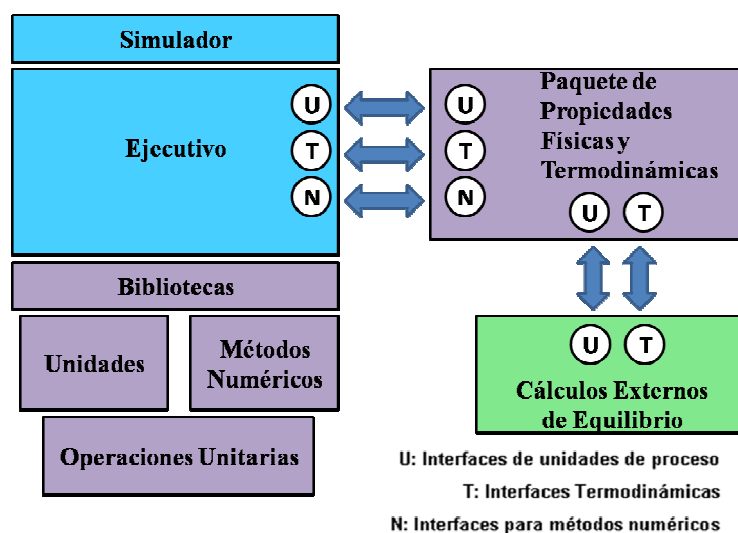 Simulador
Ejecutivo
U
T
N
U
T
N
Paquete de
Propiedades
Físicas y
Termodinámicas
U T
U T
Cálculos Externos
de Equilibrio
Bibliotecas
Unidades
Métodos
Numéricos
Operaciones Unitarias
U: Interfaces de unidades de proceso
T: Interfaces Termodinámicas
N: Interfaces para métodos numéricos